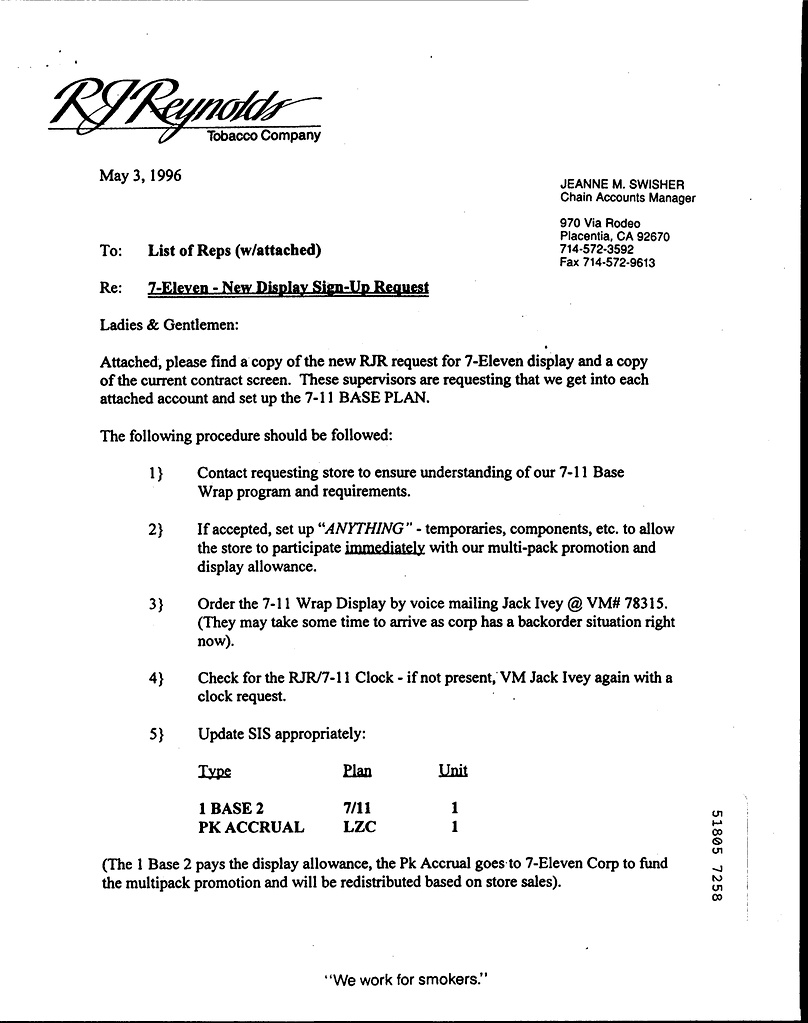 RJReynolds
Tobacco Company
May 3, 1996
JEANNE M. SWISHER
Chain Accounts Manager
970 Via Rodeo
Placentia, CA 92670
714-572-3592
Fax 714-572-9613
To: List of Reps (w/attached)
Re: 7-Eleven - New Display Sign-Up Request
Ladies & Gentlemen:
Attached, please find a copy of the new RJR request for 7-Eleven display and a copy
of the current contract screen. These supervisors are requesting that we get into each
attached account and set up the 7-11 BASE PLAN.
The following procedure should be followed:
1} Contact requesting store to ensure understanding of our 7-11 Base
Wrap program and requirements.
2} If accepted, set up "ANYTHING" - temporaries, components, etc. to allow
the store to participate immediately with our multi-pack promotion and
display allowance.
3} Order the 7-11 Wrap Display by voice mailing Jack Ivey @ VM# 78315.
(They may take some time to arrive as corp has a backorder situation right
now).
4} Check for the RJR/7-11 Clock - if not present, VM Jack Ivey again with a
clock request.
5} Update SIS appropriately:
Type Plan Unit
1 BASE 2 7/11 1
PK ACCRUAL LZC 1
(The 1 Base 2 pays the display allowance, the Pk Accrual goes to 7-Eleven Corp to fund
the multipack promotion and will be redistributed based on store sales).
51805 7258
"We work for smokers."